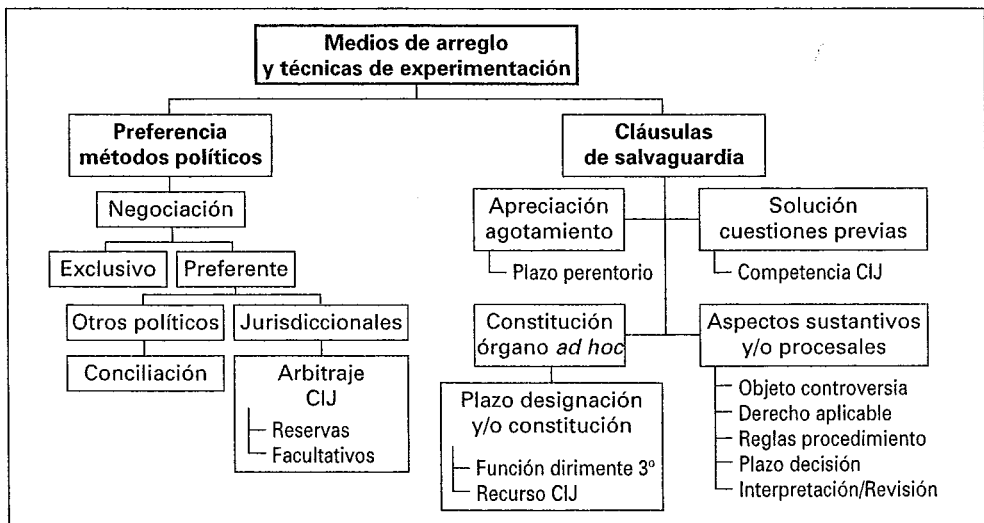 Medios de arreglo
y técnicas de experimentación
Preferencia
métodos políticos
Negociación
Exclusivo
Preferente
Otros políticos
Jurisdiccionales
Conciliación
Arbitraje
CIJ
Reservas
Facultativos
Cláusulas
de salvaguardia
Apreciación
agotamiento
Plazo perentorio
Solución
cuestiones previas
Competencia CIJ
Constitución
órgano ad hoc
Plazo designación
y/o constitución
Función dirimente 3º
Recurso CIJ
Aspectos sustantivos
y/o procesales
Objeto controversia
Derecho aplicable
Reglas procedimiento
Plazo decisión
Interpretación/Revisión